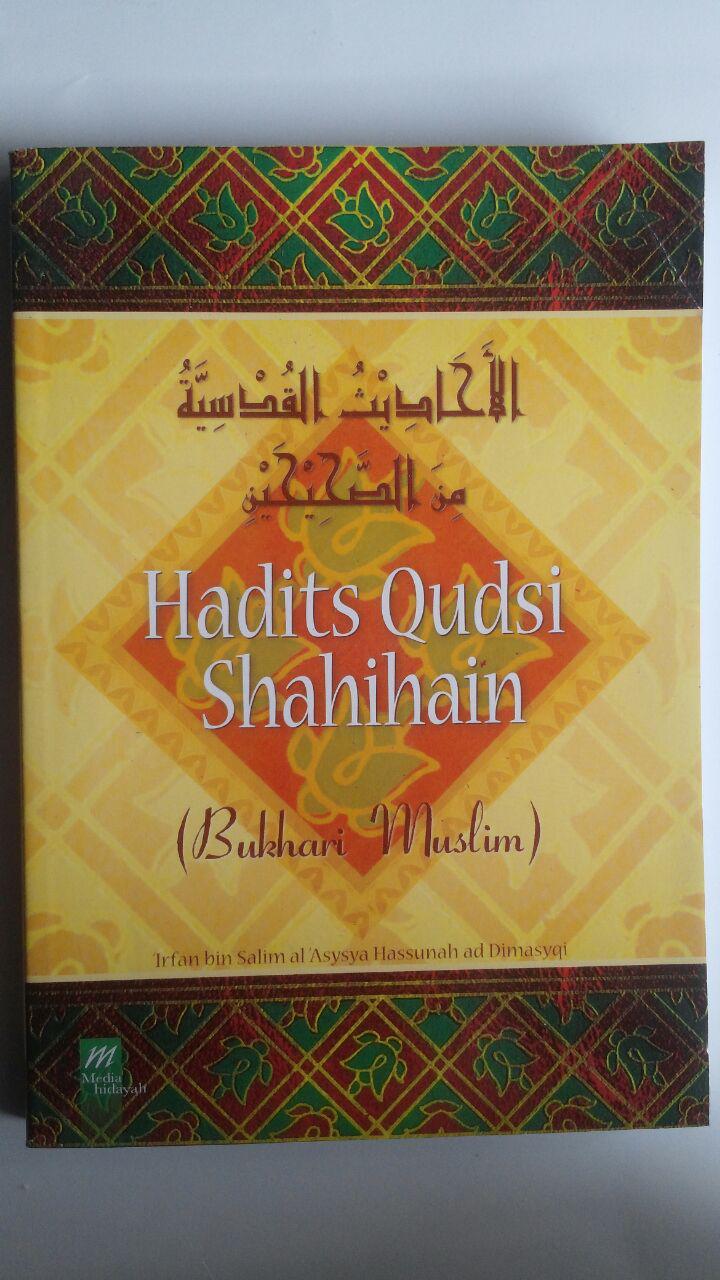 الأَحَادِيْثُ القُدْسِيَّةُ
مِنَ الصَّحِيْحَيْنِ
Hadits Qudsi
Shahihain
(Bukhari Muslim)
'Irfan bin Salim al 'Asysya Hassunah ad Dimasyqi
m
Media
hidayah